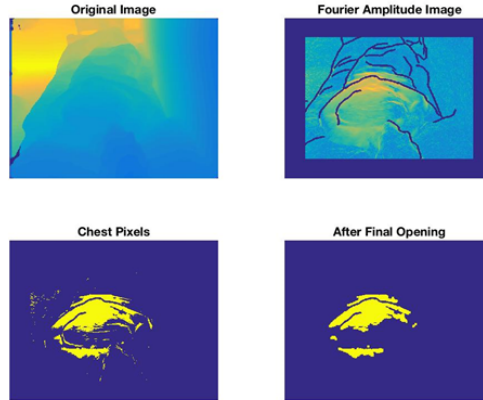 Original Image
Fourier Amplitude Image
Chest Pixels
After Final Opening